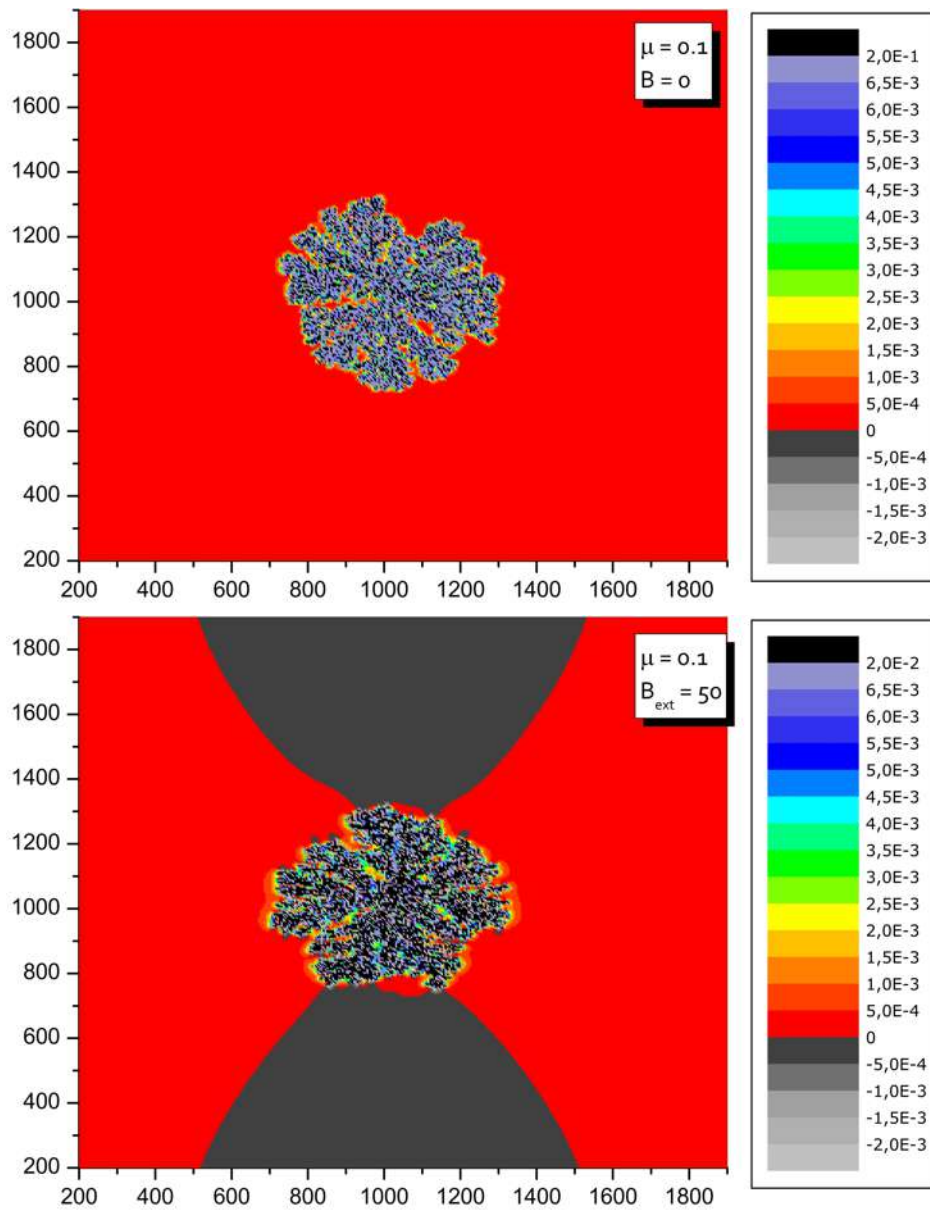 1800
1600
1400
1200
1000
800
600
400
200
200 400 600 800 1000 1200 1400 1600 1800
μ = 0.1
B = 0
2,0E-1
6,5E-3
6,0E-3
5,5E-3
5,0E-3
4,5E-3
4,0E-3
3,5E-3
3,0E-3
2,5E-3
2,0E-3
1,5E-3
1,0E-3
5,0E-4
0
-5,0E-4
-1,0E-3
-1,5E-3
-2,0E-3
1800
1600
1400
1200
1000
800
600
400
200
200 400 600 800 1000 1200 1400 1600 1800
μ = 0.1
B_ext = 50
2,0E-2
6,5E-3
6,0E-3
5,5E-3
5,0E-3
4,5E-3
4,0E-3
3,5E-3
3,0E-3
2,5E-3
2,0E-3
1,5E-3
1,0E-3
5,0E-4
0
-5,0E-4
-1,0E-3
-1,5E-3
-2,0E-3